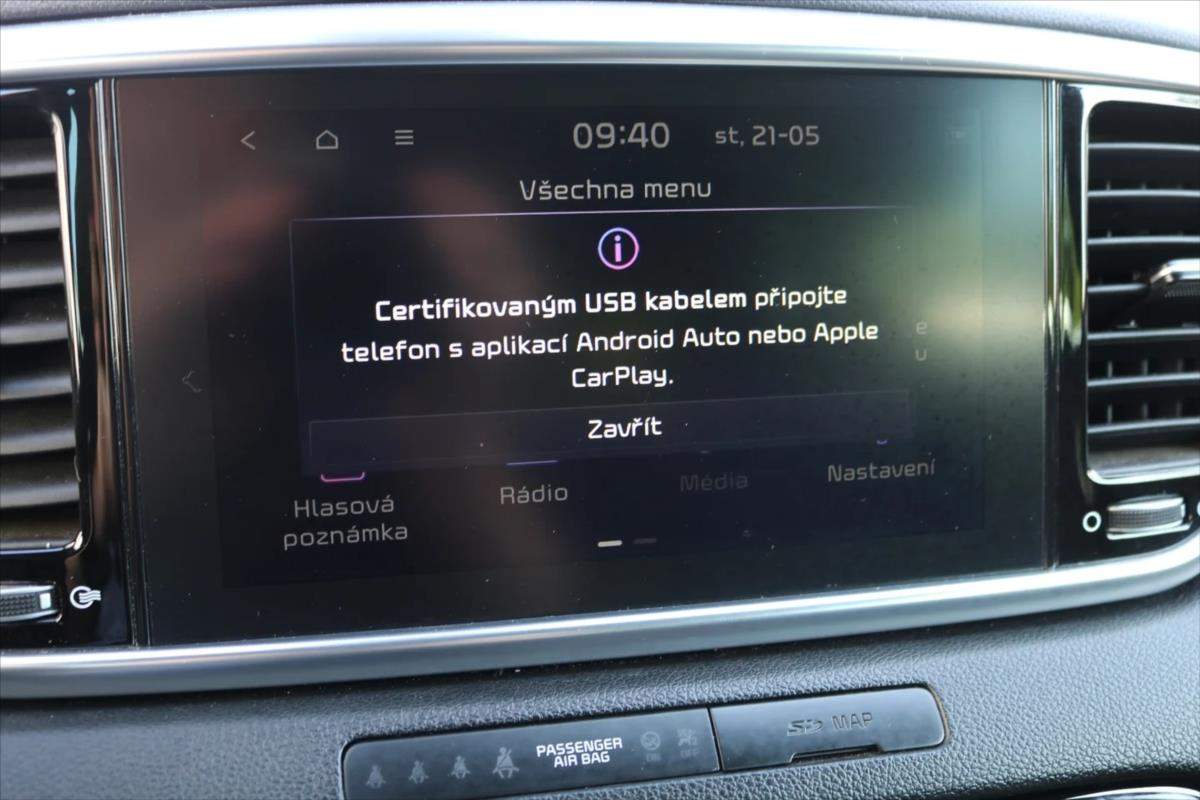 09:40 st, 21-05
Všechna menu
Certifikovaným USB kabelem připojte
telefon s aplikací Android Auto nebo Apple
CarPlay.
Zavřít
Hlasová
poznámka
Rádio
Média
Nastavení
e
u
PASSENGER
AIR BAG
SD MAP